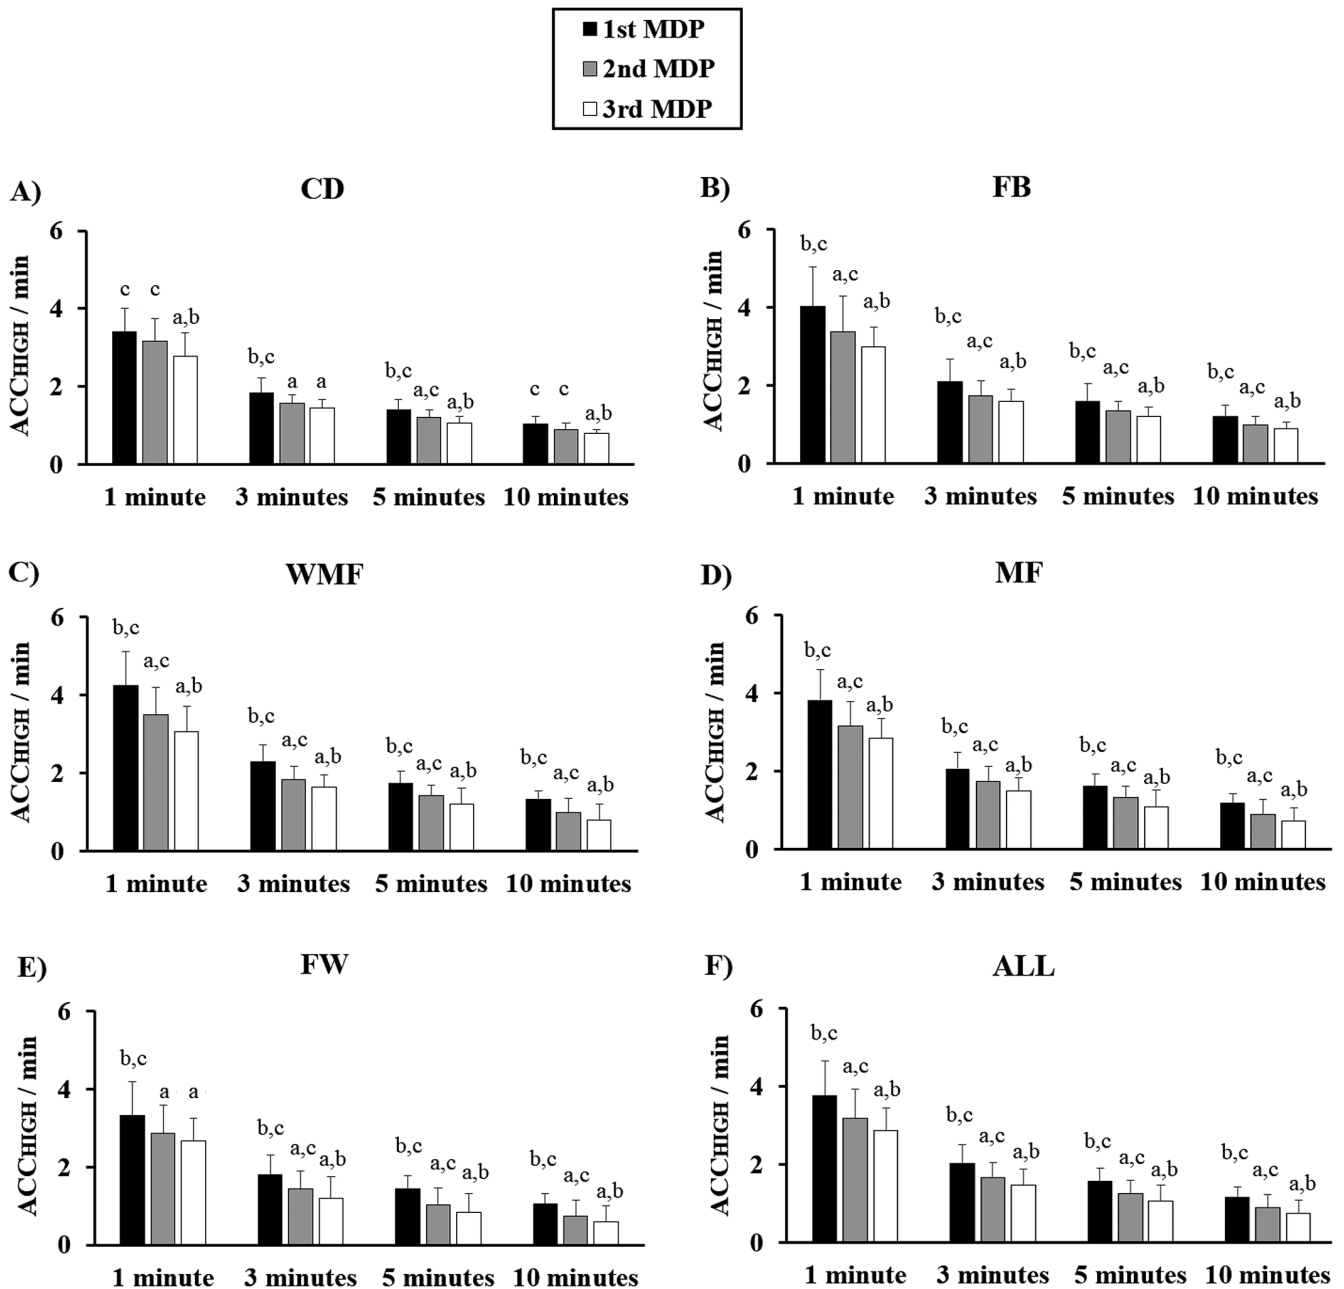 1st MDP
2nd MDP
3rd MDP
A) CD
ACCHIGH / min
6
4
2
0
c c a,b
b,c a a
b,c a,c a,b
c c a,b
1 minute 3 minutes 5 minutes 10 minutes
B) FB
ACCHIGH / min
6
4
2
0
b,c a,c a,b
b,c a,c a,b
b,c a,c a,b
b,c a,c a,b
1 minute 3 minutes 5 minutes 10 minutes
C) WMF
ACCHIGH / min
6
4
2
0
b,c a,c a,b
b,c a,c a,b
b,c a,c a,b
b,c a,c a,b
1 minute 3 minutes 5 minutes 10 minutes
D) MF
ACCHIGH / min
6
4
2
0
b,c a,c a,b
b,c a,c a,b
b,c a,c a,b
b,c a,c a,b
1 minute 3 minutes 5 minutes 10 minutes
E) FW
ACCHIGH / min
6
4
2
0
b,c a a
b,c a,c a,b
b,c a,c a,b
b,c a,c a,b
1 minute 3 minutes 5 minutes 10 minutes
F) ALL
ACCHIGH / min
6
4
2
0
b,c a,c a,b
b,c a,c a,b
b,c a,c a,b
b,c a,c a,b
1 minute 3 minutes 5 minutes 10 minutes